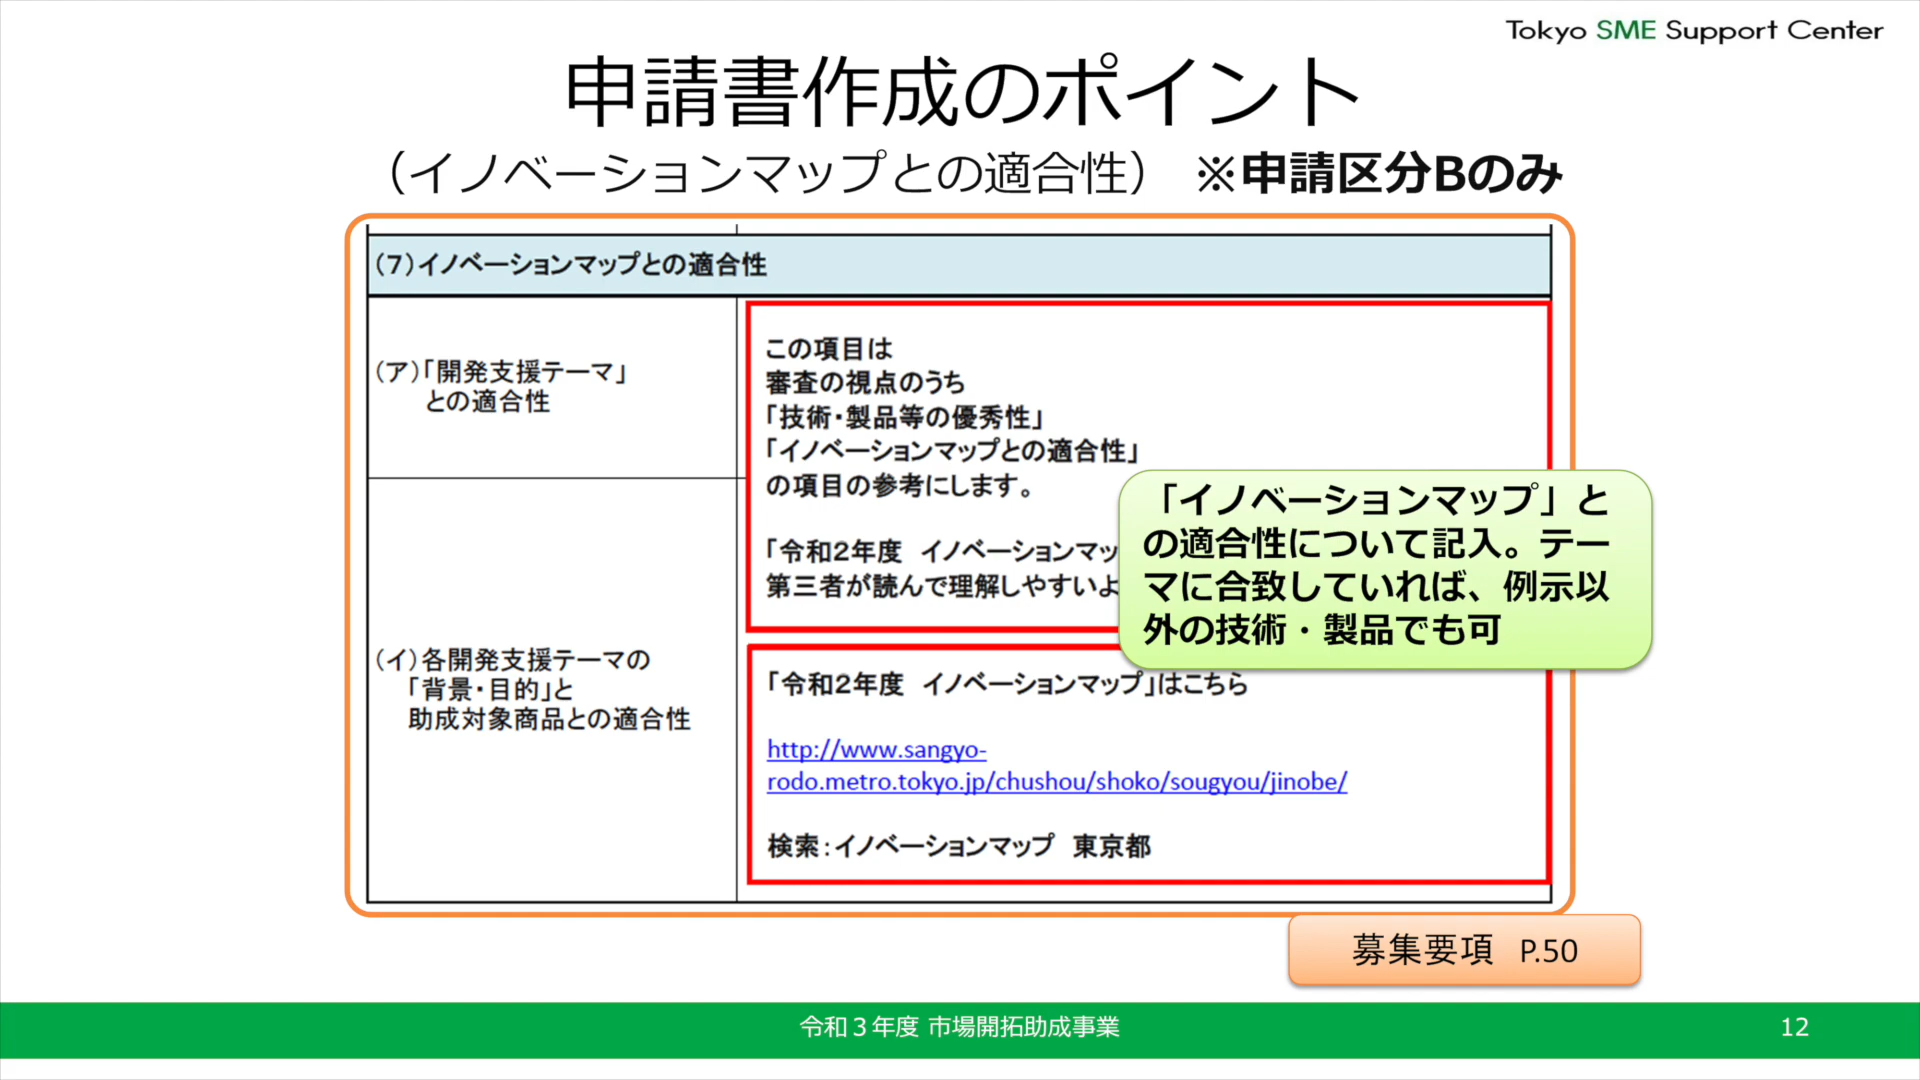 Tokyo SME Support Center
申請書作成のポイント
（イノベーションマップとの適合性） ※申請区分Bのみ
（7）イノベーションマップとの適合性
（ア）「開発支援テーマ」
との適合性
この項目は
審査の視点のうち
「技術・製品等の優秀性」
「イノベーションマップとの適合性」
の項目の参考にします。
「令和2年度 イノベーションマッ
第三者が読んで理解しやすいよ
「イノベーションマップ」と
の適合性について記入。テー
マに合致していれば、例示以
外の技術・製品でも可
（イ）各開発支援テーマの
「背景・目的」と
助成対象商品との適合性
「令和2年度 イノベーションマップ」はこちら
http://www.sangyo-
rodo.metro.tokyo.jp/chushou/shoko/sougyou/jinobe/
検索：イノベーションマップ 東京都
募集要項 P.50
令和３年度 市場開拓助成事業
12